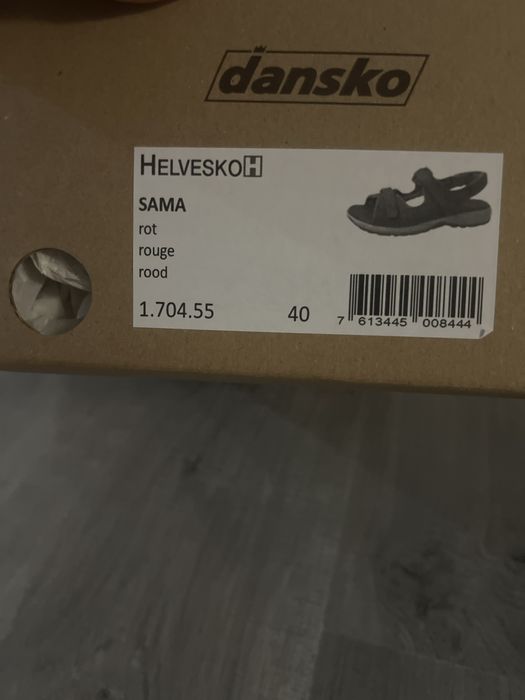 dansko
HELVESKO H
SAMA
rot
rouge
rood
1.704.55 40
7 613445 008444